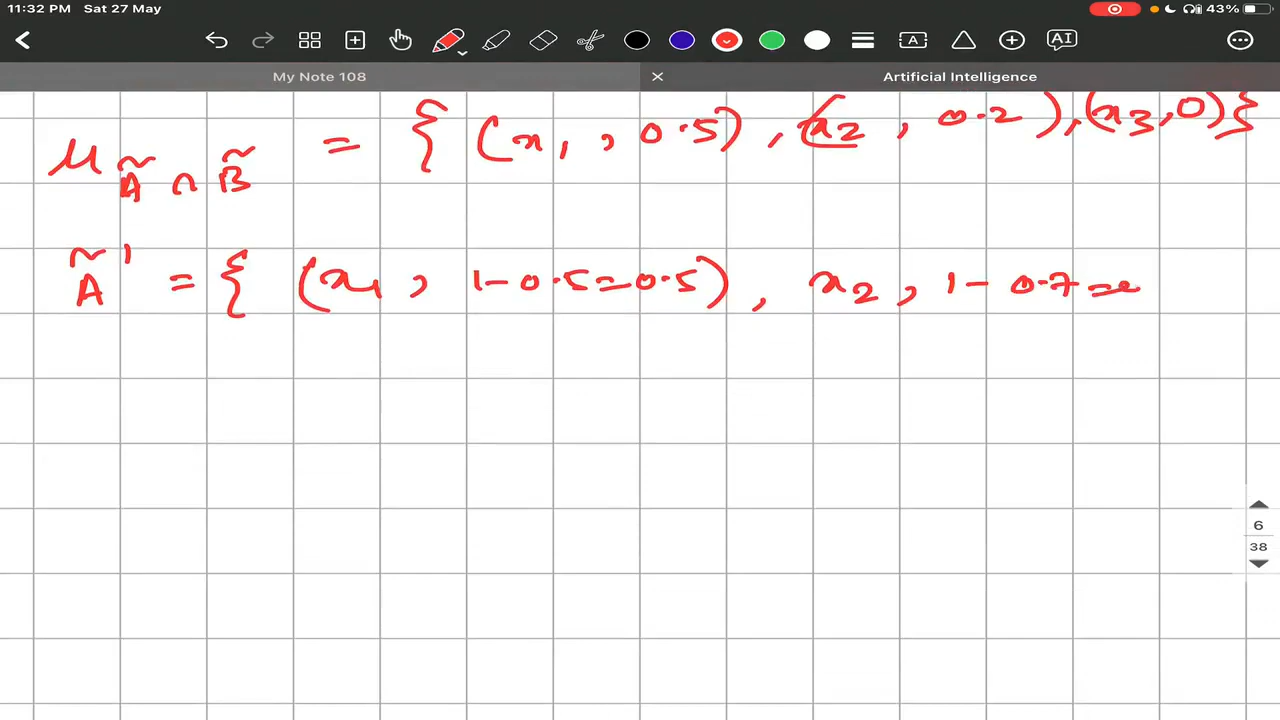 11:32 PM Sat 27 May 43%
A AI
My Note 108 Artificial Intelligence
μ Ã ∩ B̃ = { (x1, 0.5), (x2, 0.2), (x3, 0)}
Ã' = { (x1, 1-0.5=0.5), x2, 1-0.7=
6
38